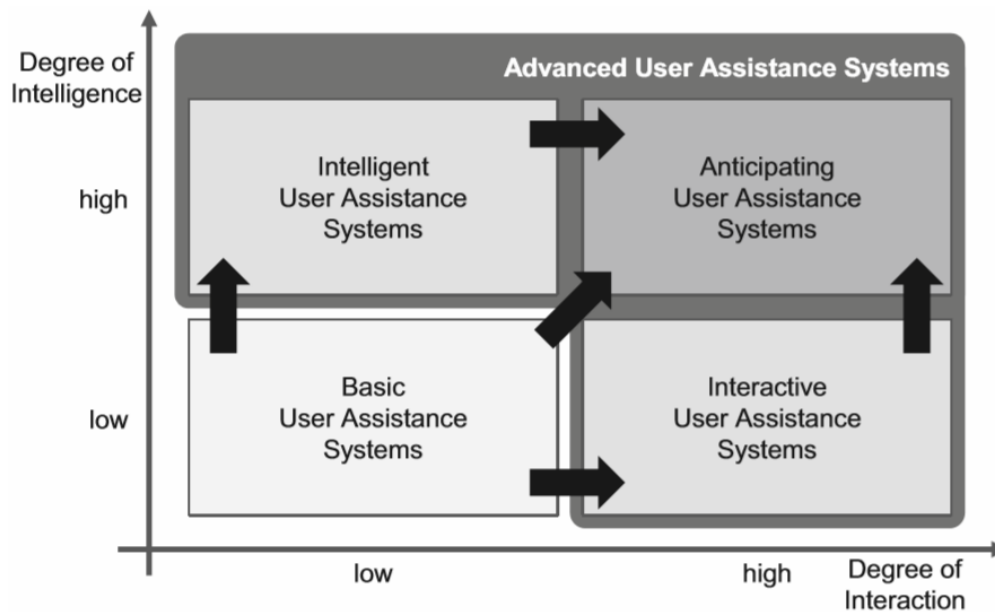 Degree of
Intelligence
Advanced User Assistance Systems
high
Intelligent
User Assistance
Systems
Anticipating
User Assistance
Systems
low
Basic
User Assistance
Systems
Interactive
User Assistance
Systems
low
high
Degree of
Interaction